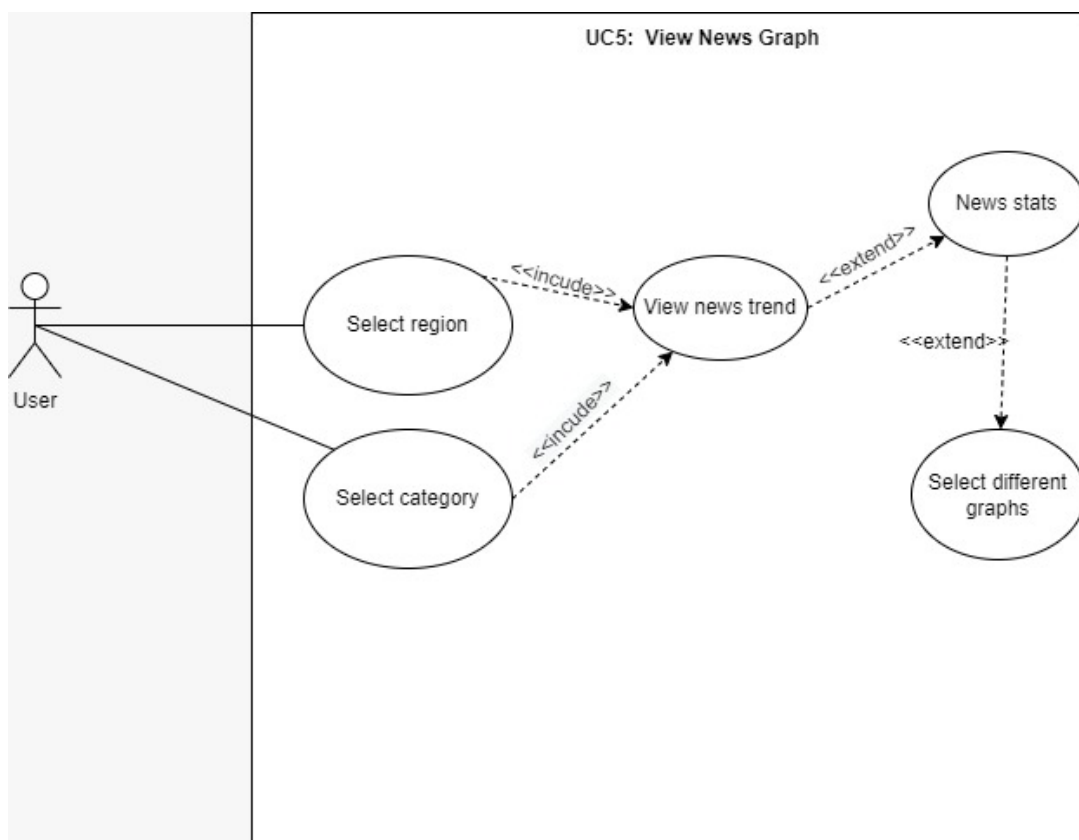 UC5:  View News Graph
News stats
<<incude>>
<<extend>>
View news trend
Select region
<<extend>>
User
<<incude>>
Select category
Select different
graphs